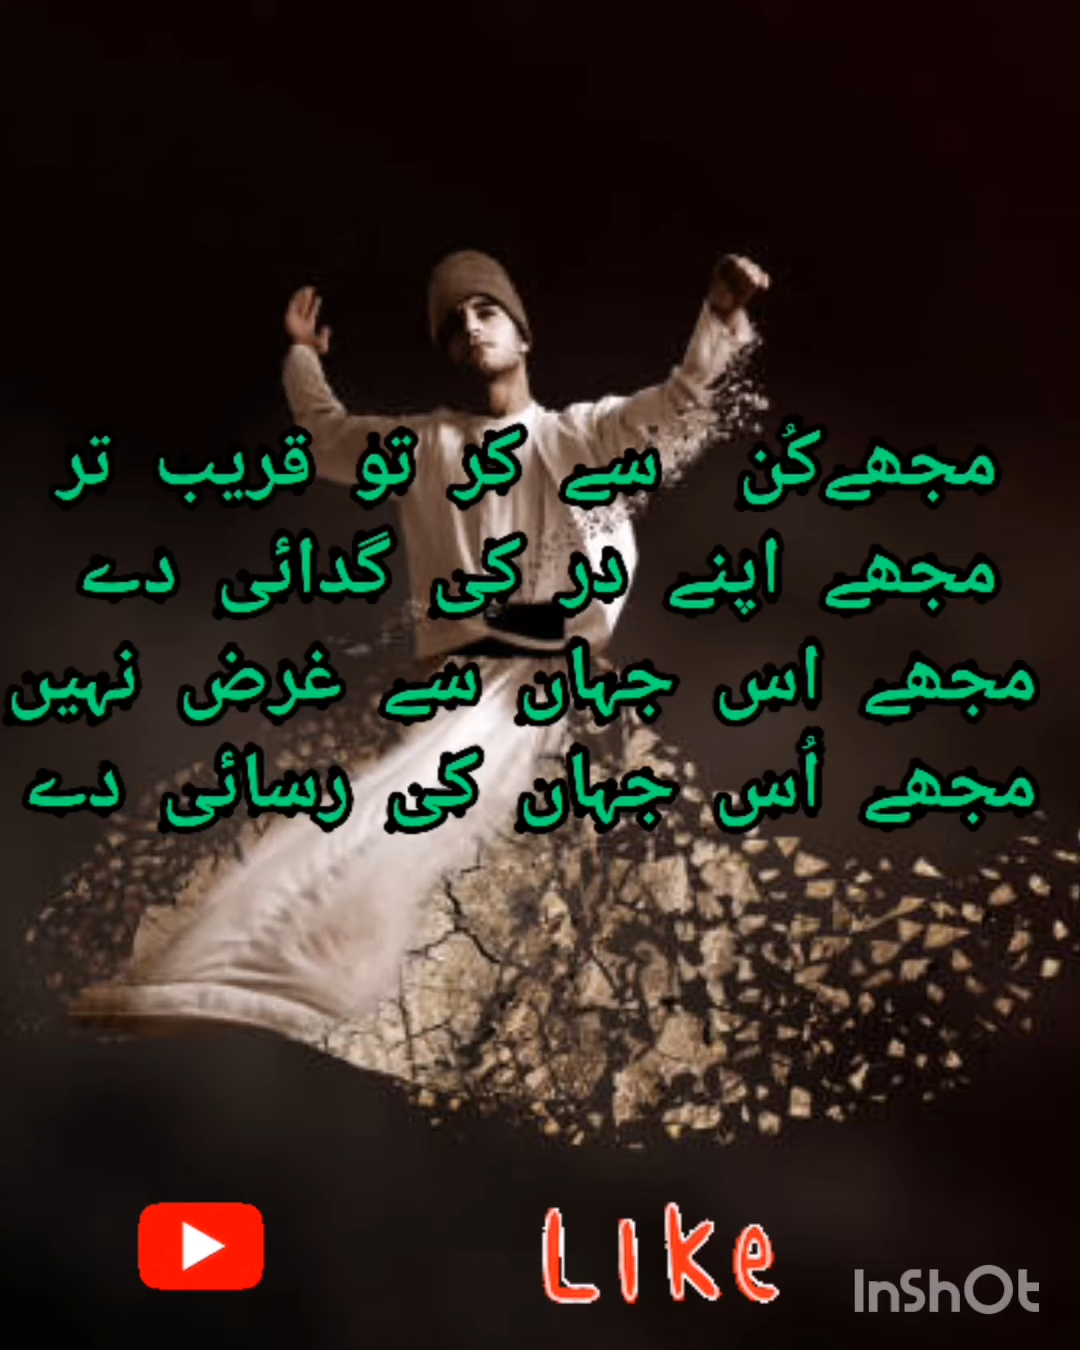 مجھےکُن سے کر تو قریب تر
مجھے اپنے در کی گدائی دے
مجھے اس جہان سے غرض نہیں
مجھے اُس جہان کی رسائی دے
LIke
InShOt